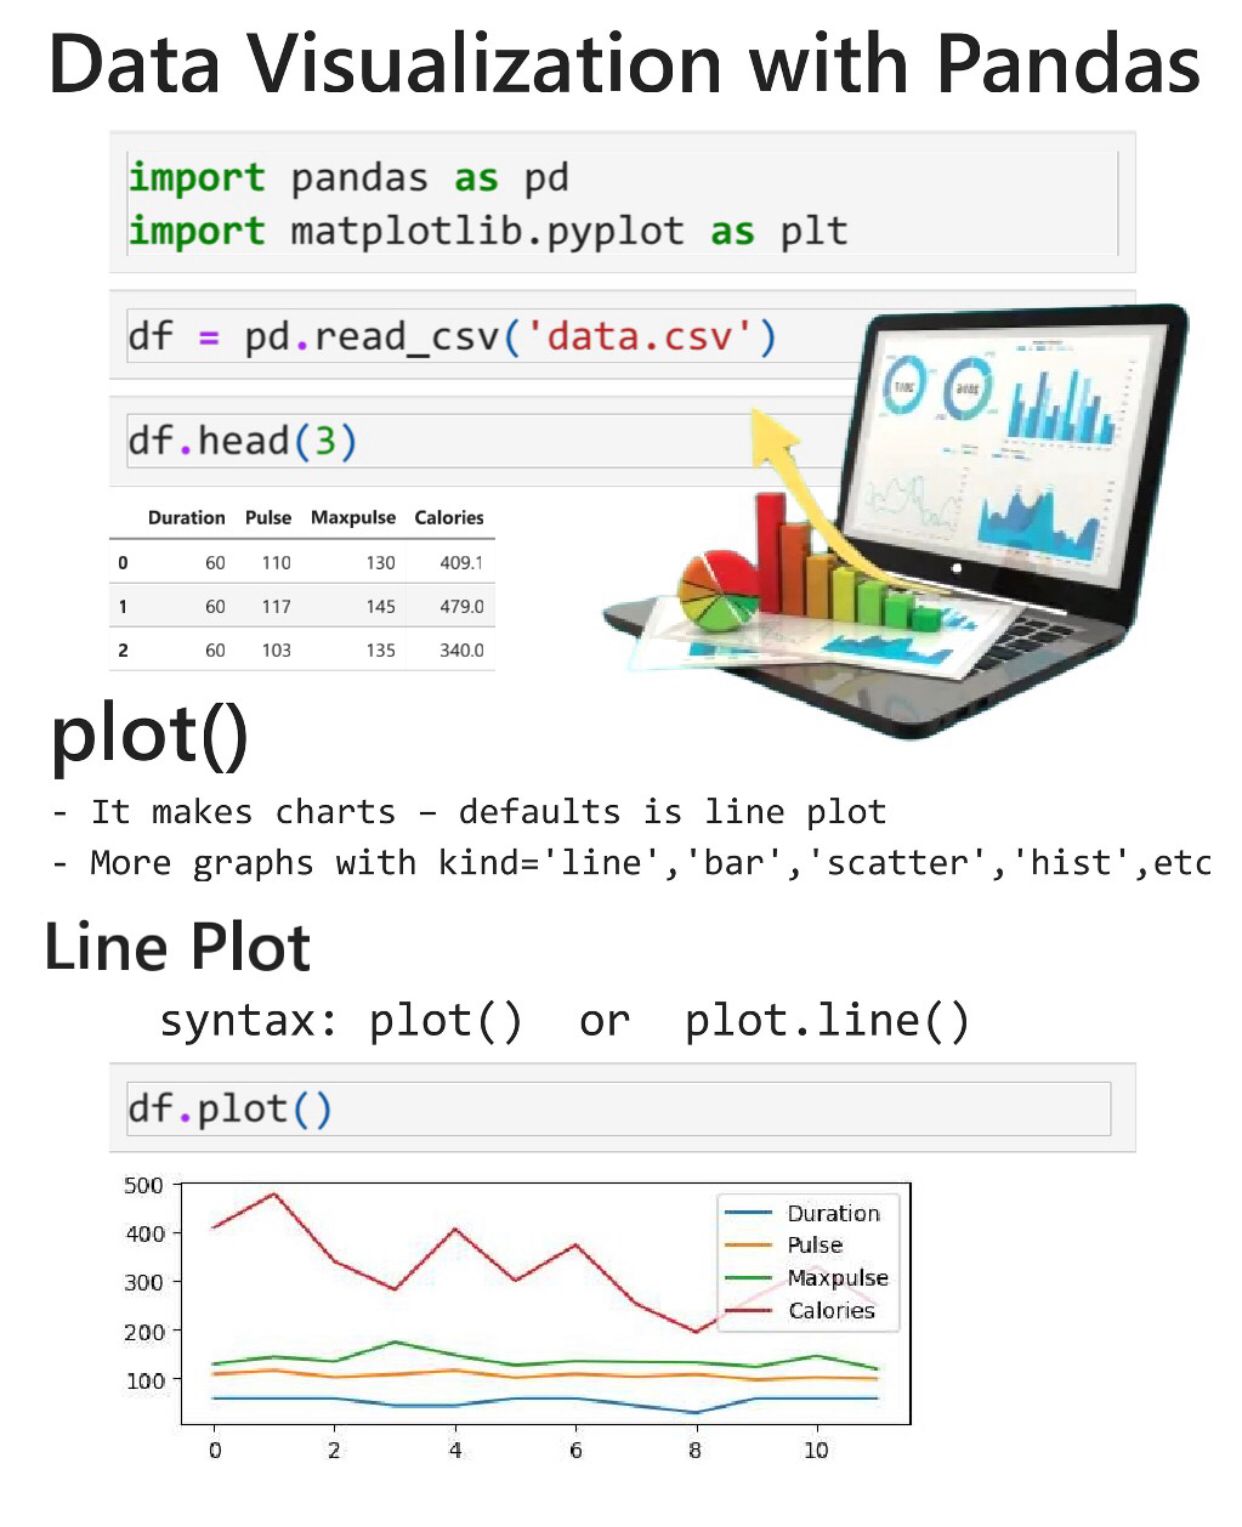 Data Visualization with Pandas
import pandas as pd
import matplotlib.pyplot as plt
df = pd.read_csv('data.csv')
df.head(3)
Duration Pulse Maxpulse Calories
0 60 110 130 409.1
1 60 117 145 479.0
2 60 103 135 340.0
plot()
- It makes charts – defaults is line plot
- More graphs with kind='line','bar','scatter','hist',etc
Line Plot
syntax: plot() or plot.line()
df.plot()
500
400
300
200
100
Duration
Pulse
Maxpulse
Calories
0 2 4 6 8 10